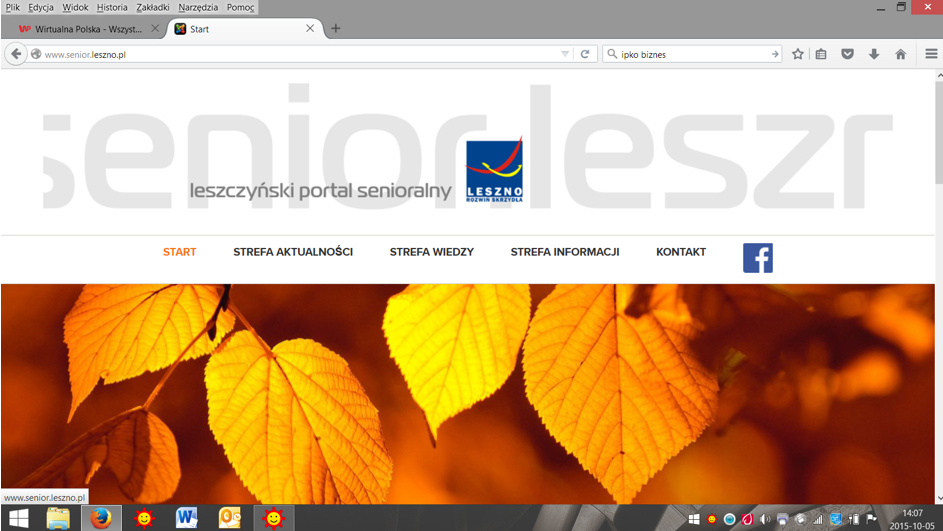 Plik Edycja Widok Historia Zakładki Narzędzia Pomoc
WP Wirtualna Polska - Wszyst... Start
www.senior.leszno.pl ipko biznes
senior.leszn
leszczyński portal senioralny
LESZNO
ROZWIŃ SKRZYDŁA
START STREFA AKTUALNOŚCI STREFA WIEDZY STREFA INFORMACJI KONTAKT f
www.senior.leszno.pl
14:07
2015-10-05